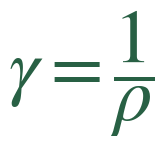 γ = 1/ρ